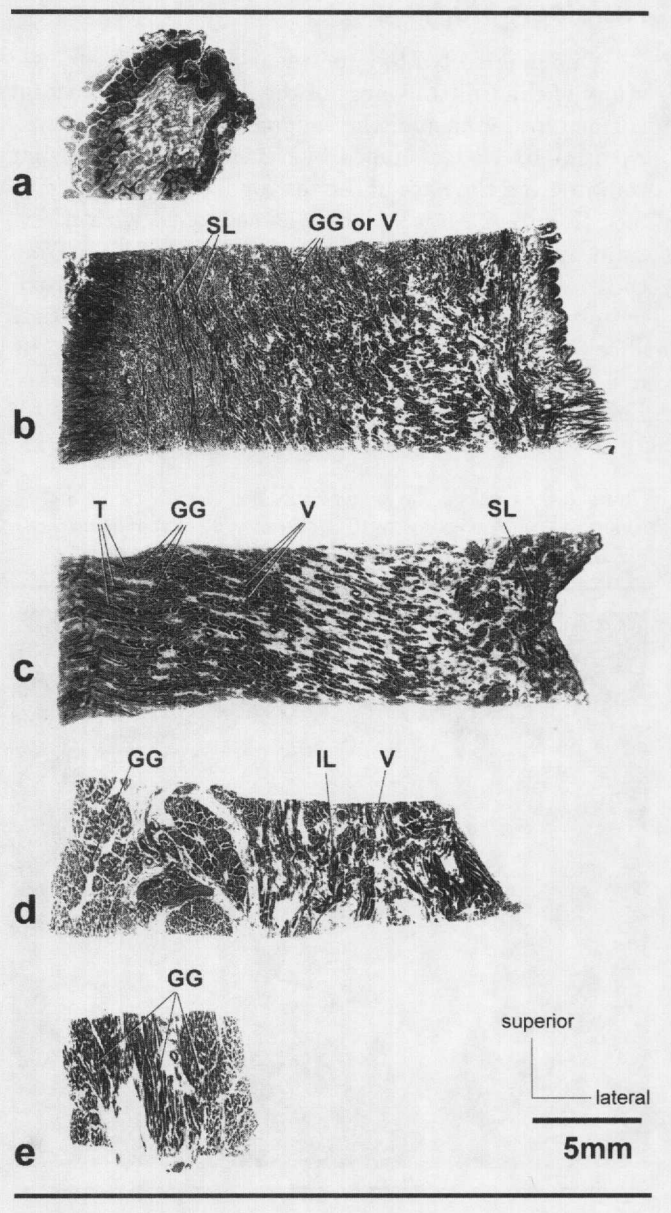 a
SL GG or V
b
T GG V SL
c
GG IL V
d
GG
superior
lateral
e
5mm